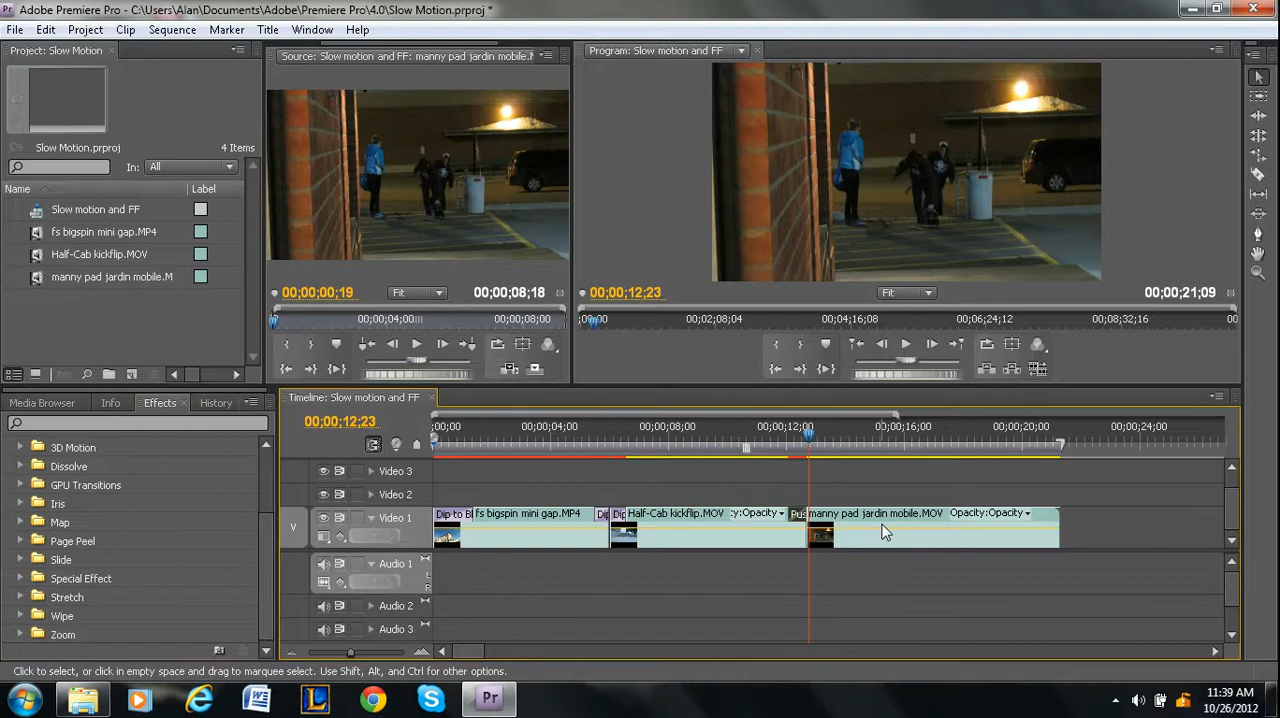 Adobe Premiere Pro - C:\Users\Alan\Documents\Adobe\Premiere Pro\4.0\Slow Motion.prproj *
File Edit Project Clip Sequence Marker Title Window Help
Project: Slow Motion
Source: Slow motion and FF: manny pad jardin mobile.M
Program: Slow motion and FF
Slow Motion.prproj
4 Items
In: All
Name Label
Slow motion and FF
fs bigspin mini gap.MP4
Half-Cab kickflip.MOV
manny pad jardin mobile.M
00;00;00;19 Fit 00;00;08;18
00;00;12;23 Fit 00;00;21;09
00;00;04;00 00;00;08;00
;00;00 00;02;08;04 00;04;16;08 00;06;24;12 00;08;32;16 00
Media Browser Info Effects History
Timeline: Slow motion and FF
00;00;12;23
;00;00 00;00;04;00 00;00;08;00 00;00;12;00 00;00;16;00 00;00;20;00 00;00;24;00
3D Motion
Dissolve
GPU Transitions
Iris
Map
Page Peel
Slide
Special Effect
Stretch
Wipe
Zoom
Video 3
Video 2
V Video 1
Dip to Bl fs bigspin mini gap.MP4 Dip Dip Half-Cab kickflip.MOV ty:Opacity Pus manny pad jardin mobile.MOV Opacity:Opacity
Audio 1
L
R
Audio 2
Audio 3
Click to select, or click in empty space and drag to marquee select. Use Shift, Alt, and Ctrl for other options.
W L S Pr
11:39 AM
10/26/2012